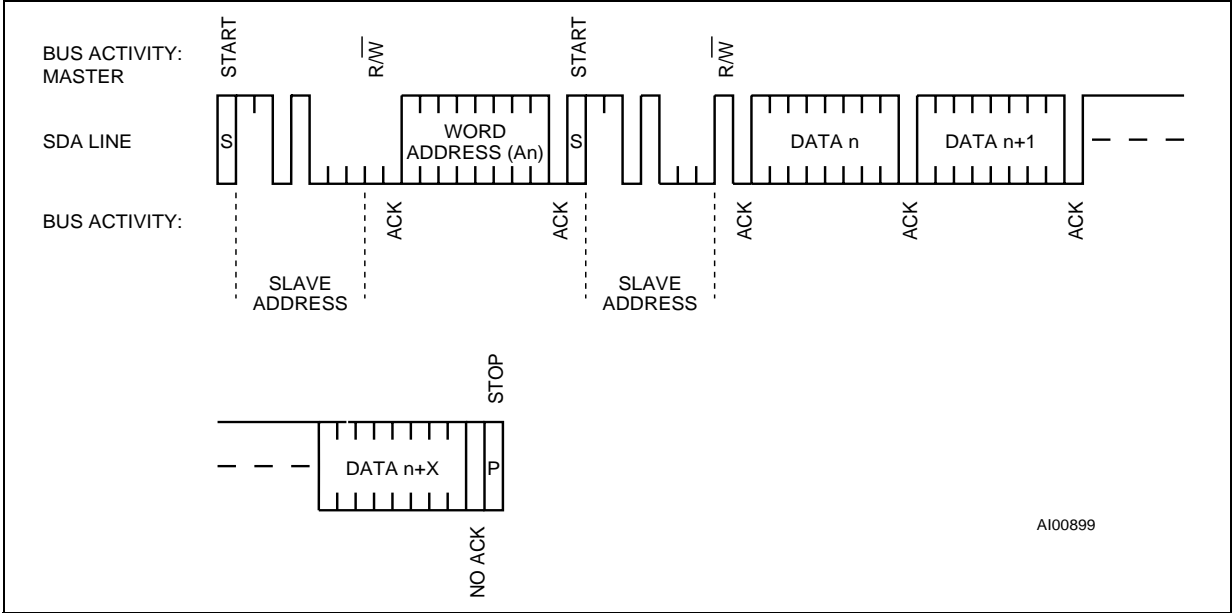 BUS ACTIVITY:
MASTER
START
R/W
START
R/W
SDA LINE
S
WORD
ADDRESS (An)
S
DATA n
DATA n+1
BUS ACTIVITY:
ACK
ACK
ACK
ACK
ACK
SLAVE
ADDRESS
SLAVE
ADDRESS
STOP
DATA n+X
P
NO ACK
AI00899